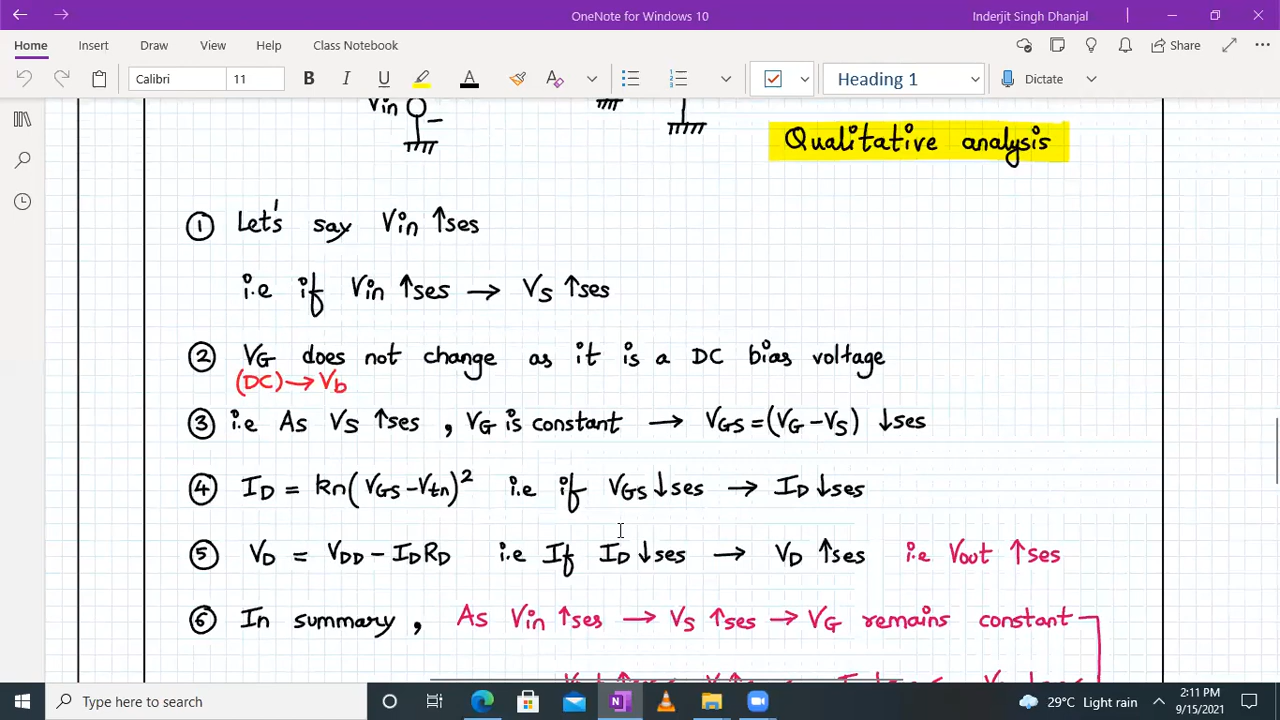 OneNote for Windows 10
Inderjit Singh Dhanjal
Home Insert Draw View Help Class Notebook
Share
Calibri 11 B I U A Heading 1 Dictate
Vin
Qualitative analysis
① Let's say Vin ↑ses
i.e if Vin ↑ses → VS ↑ses
② VG does not change as it is a DC bias voltage
(DC) → Vb
③ i.e As VS ↑ses , VG is constant → VGS = (VG - VS) ↓ses
④ ID = kn(VGS - Vtn)² i.e if VGS ↓ses → ID ↓ses
⑤ VD = VDD - IDRD i.e If ID ↓ses → VD ↑ses i.e Vout ↑ses
⑥ In summary , As Vin ↑ses → VS ↑ses → VG remains constant
Type here to search
29°C Light rain
2:11 PM
9/15/2021